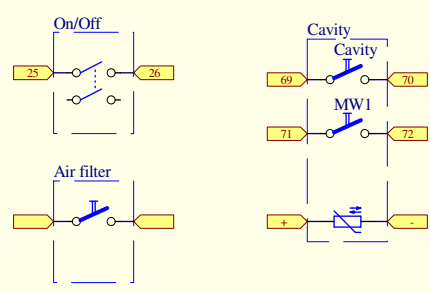 On/Off
25 26
Air filter
Cavity
Cavity
69 70
MW1
71 72
+ -